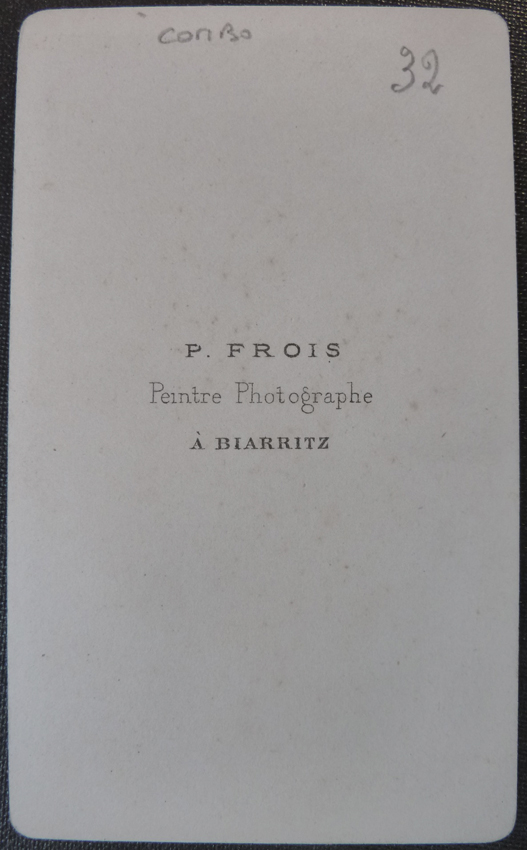 COMBO
32
P. FROIS
Peintre Photographe
À BIARRITZ